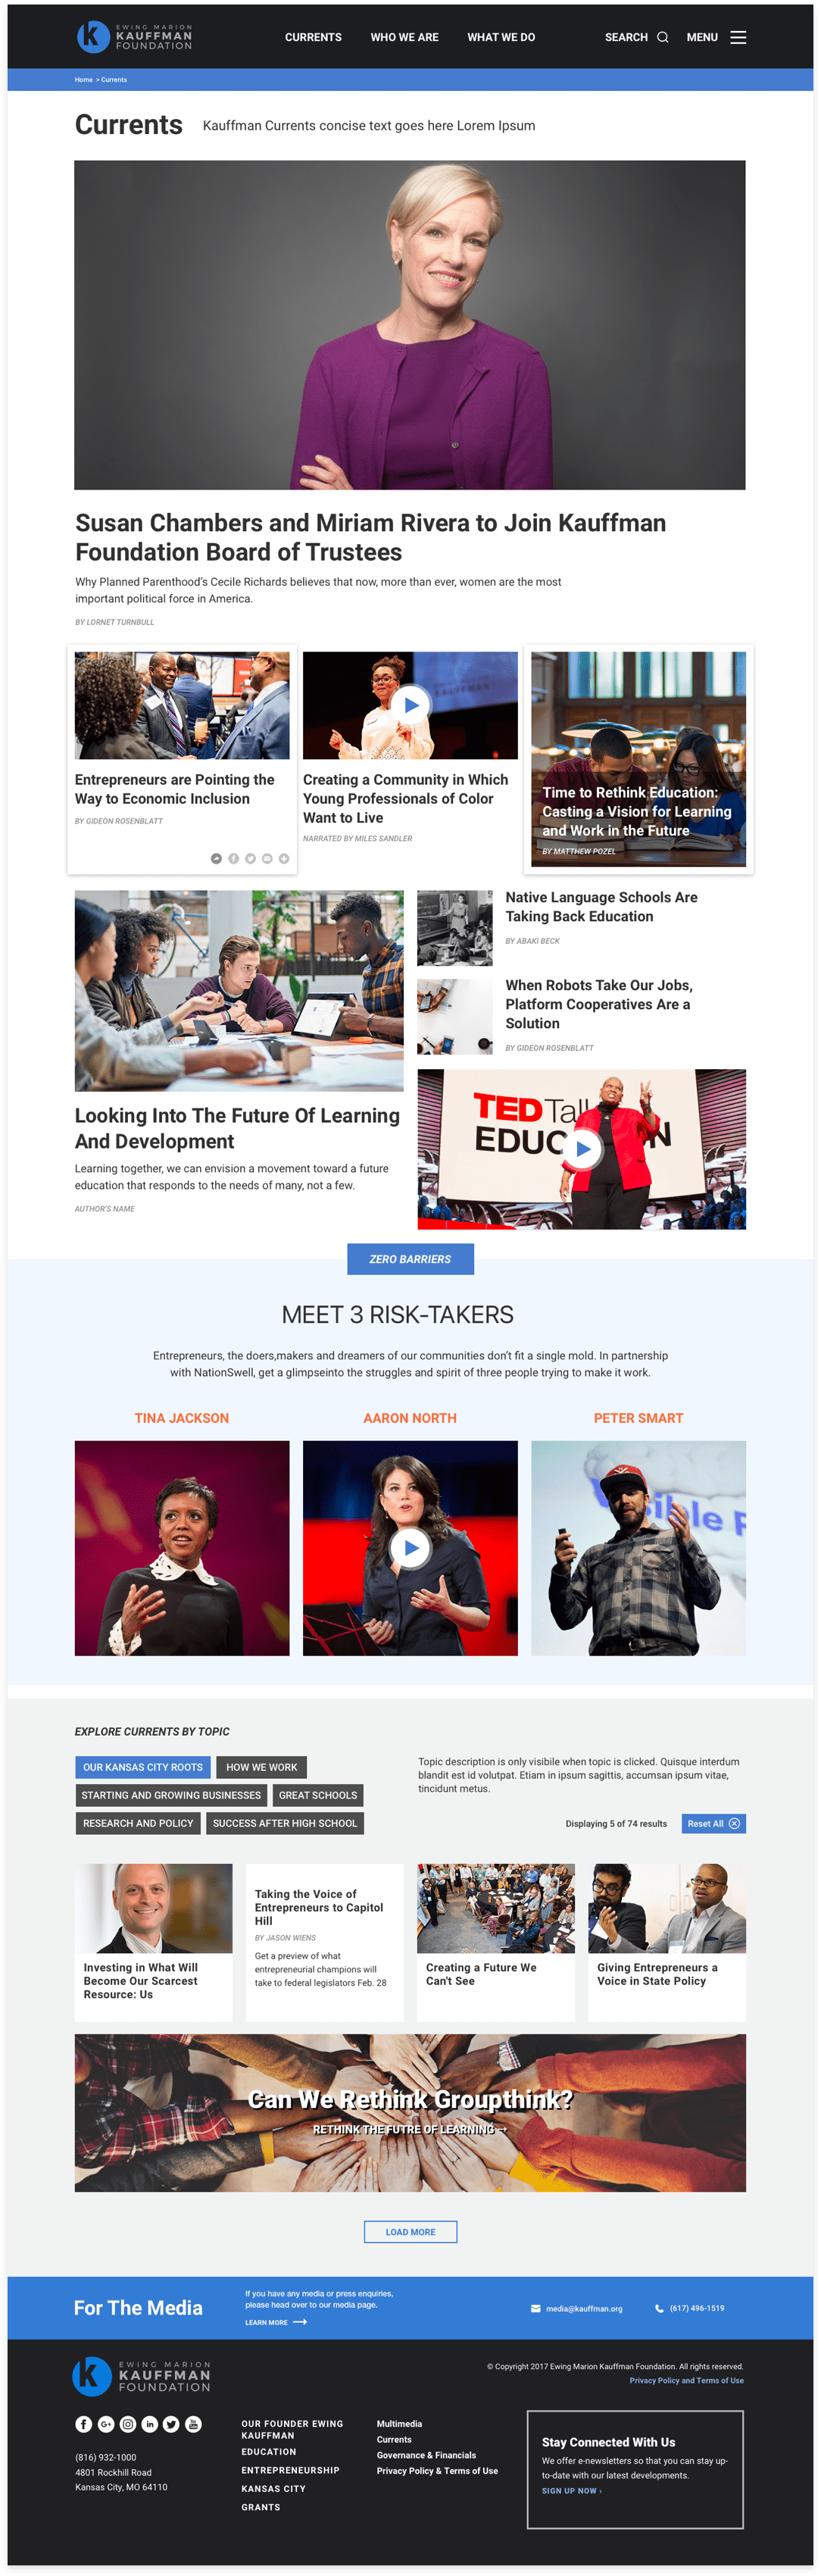 EWING MARION
KAUFFMAN
FOUNDATION
CURRENTS
WHO WE ARE
WHAT WE DO
SEARCH
MENU
Home > Currents
Currents
Kauffman Currents concise text goes here Lorem Ipsum
Susan Chambers and Miriam Rivera to Join Kauffman
Foundation Board of Trustees
Why Planned Parenthood's Cecile Richards believes that now, more than ever, women are the most
important political force in America.
BY LORNET TURNBULL
Entrepreneurs are Pointing the
Way to Economic Inclusion
BY GIDEON ROSENBLATT
Creating a Community in Which
Young Professionals of Color
Want to Live
NARRATED BY MILES SANDLER
Time to Rethink Education:
Casting a Vision for Learning
and Work in the Future
BY MATTHEW POZEL
Looking Into The Future Of Learning
And Development
Learning together, we can envision a movement toward a future
education that responds to the needs of many, not a few.
AUTHOR'S NAME
Native Language Schools Are
Taking Back Education
BY ABAKI BECK
When Robots Take Our Jobs,
Platform Cooperatives Are a
Solution
BY GIDEON ROSENBLATT
TED Tal
EDUC N
ZERO BARRIERS
MEET 3 RISK-TAKERS
Entrepreneurs, the doers,makers and dreamers of our communities don't fit a single mold. In partnership
with NationSwell, get a glimpseinto the struggles and spirit of three people trying to make it work.
TINA JACKSON
AARON NORTH
PETER SMART
EXPLORE CURRENTS BY TOPIC
OUR KANSAS CITY ROOTS
HOW WE WORK
STARTING AND GROWING BUSINESSES
GREAT SCHOOLS
RESEARCH AND POLICY
SUCCESS AFTER HIGH SCHOOL
Topic description is only visibile when topic is clicked. Quisque interdum
blandit est id volutpat. Etiam in ipsum sagittis, accumsan ipsum vitae,
tincidunt metus.
Displaying 5 of 74 results
Reset All
Investing in What Will
Become Our Scarcest
Resource: Us
Taking the Voice of
Entrepreneurs to Capitol
Hill
BY JASON WIENS
Get a preview of what
entrepreneurial champions will
take to federal legislators Feb. 28
Creating a Future We
Can't See
Giving Entrepreneurs a
Voice in State Policy
Can We Rethink Groupthink?
RETHINK THE FUTRE OF LEARNING →
LOAD MORE
For The Media
If you have any media or press enquiries,
please head over to our media page.
LEARN MORE
media@kauffman.org
(617) 496-1519
EWING MARION
KAUFFMAN
FOUNDATION
© Copyright 2017 Ewing Marion Kauffman Foundation. All rights reserved.
Privacy Policy and Terms of Use
(816) 932-1000
4801 Rockhill Road
Kansas City, MO 64110
OUR FOUNDER EWING
KAUFFMAN
EDUCATION
ENTREPRENEURSHIP
KANSAS CITY
GRANTS
Multimedia
Currents
Governance & Financials
Privacy Policy & Terms of Use
Stay Connected With Us
We offer e-newsletters so that you can stay up-
to-date with our latest developments.
SIGN UP NOW ›